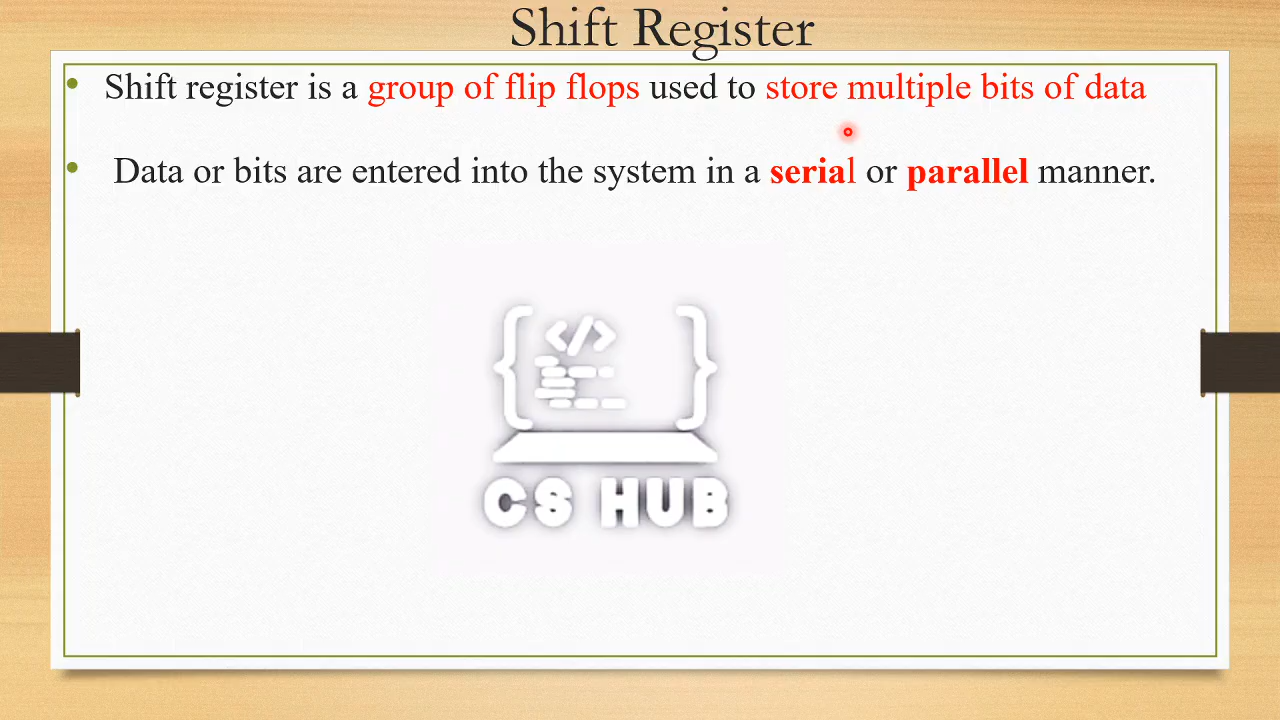 Shift Register
• Shift register is a group of flip flops used to store multiple bits of data
• Data or bits are entered into the system in a serial or parallel manner.
</>
CS HUB